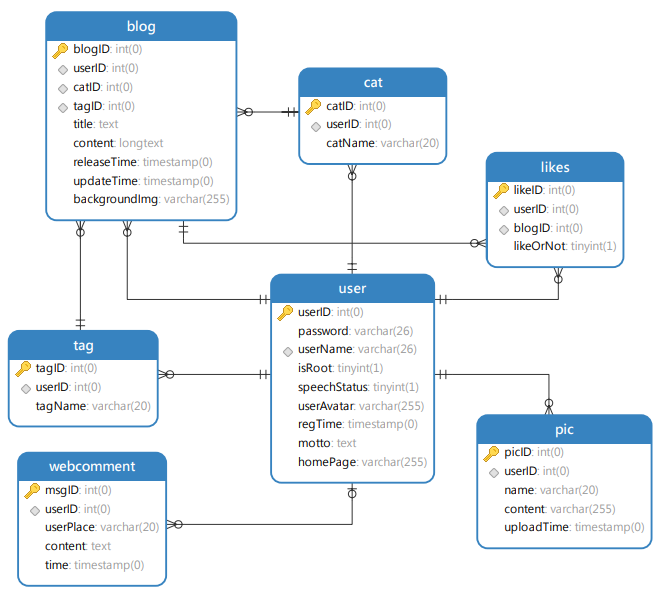 blog
blogID: int(0)
userID: int(0)
catID: int(0)
tagID: int(0)
title: text
content: longtext
releaseTime: timestamp(0)
updateTime: timestamp(0)
backgroundImg: varchar(255)
cat
catID: int(0)
userID: int(0)
catName: varchar(20)
likes
likeID: int(0)
userID: int(0)
blogID: int(0)
likeOrNot: tinyint(1)
user
userID: int(0)
password: varchar(26)
userName: varchar(26)
isRoot: tinyint(1)
speechStatus: tinyint(1)
userAvatar: varchar(255)
regTime: timestamp(0)
motto: text
homePage: varchar(255)
tag
tagID: int(0)
userID: int(0)
tagName: varchar(20)
pic
picID: int(0)
userID: int(0)
name: varchar(20)
content: varchar(255)
uploadTime: timestamp(0)
webcomment
msgID: int(0)
userID: int(0)
userPlace: varchar(20)
content: text
time: timestamp(0)